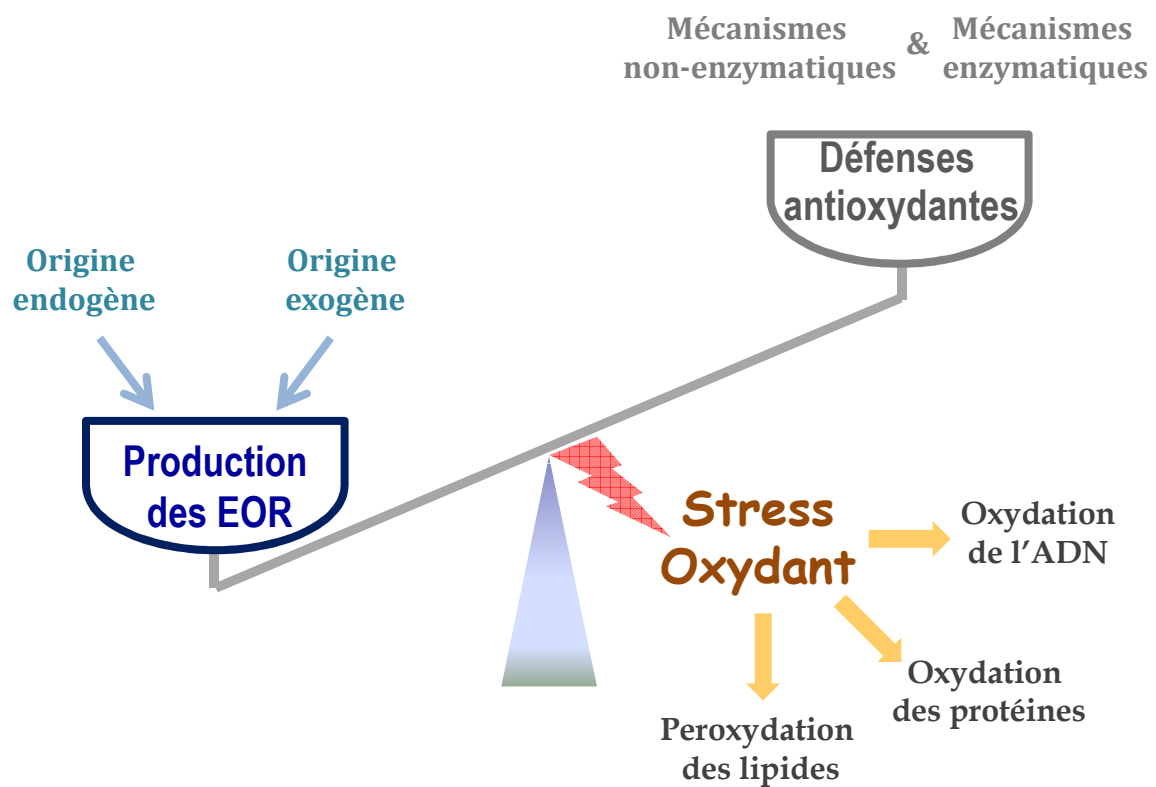 Mécanismes
non-enzymatiques
&
Mécanismes
enzymatiques
Défenses
antioxydantes
Origine
endogène
Origine
exogène
Production
des EOR
Stress
Oxydant
Oxydation
de l’ADN
Oxydation
des protéines
Peroxydation
des lipides